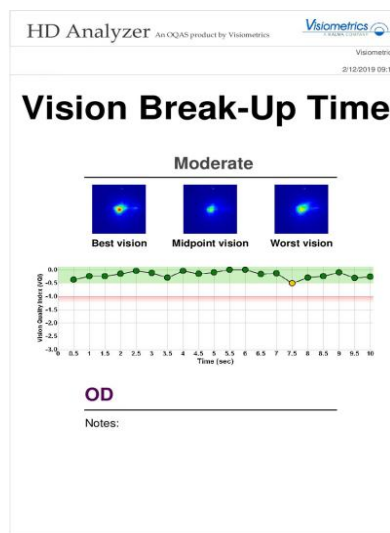 HD Analyzer An OQAS product by Visiometrics
Visiometrics
Visiometric
2/12/2019 09:1
Vision Break-Up Time
Moderate
Best vision Midpoint vision Worst vision
Vision Quality Index (VQI)
0.0
-0.5
-1.0
-1.5
-2.0
-2.5
-3.0
0 0.5 1 1.5 2 2.5 3 3.5 4 4.5 5 5.5 6 6.5 7 7.5 8 8.5 9 9.5 10
Time (sec)
OD
Notes: